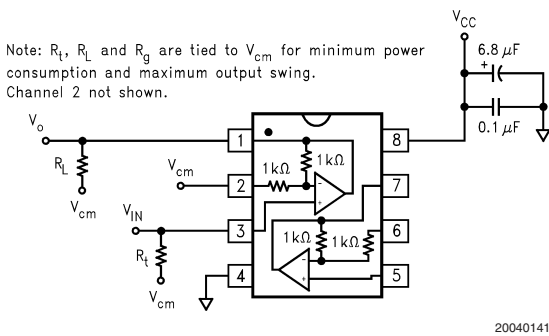 Note: Rt, RL and Rg are tied to Vcm for minimum power
consumption and maximum output swing.
Channel 2 not shown.
VCC
6.8 μF
+
0.1 μF
Vo
RL
Vcm
Vcm
VIN
Rt
Vcm
1
2
3
4
8
7
6
5
1kΩ
1kΩ
-
+
1kΩ
1kΩ
-
+
20040141